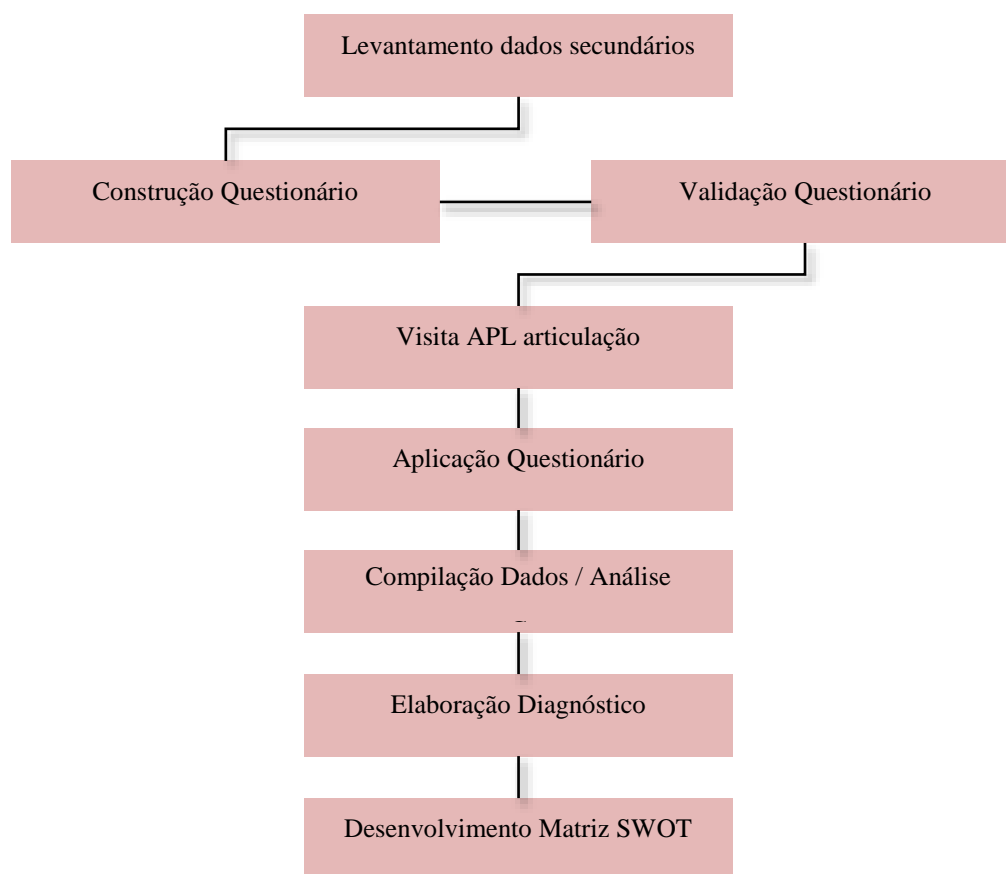 Levantamento dados secundários
Construção Questionário
Validação Questionário
Visita APL articulação
Aplicação Questionário
Compilação Dados / Análise
Elaboração Diagnóstico
Desenvolvimento Matriz SWOT